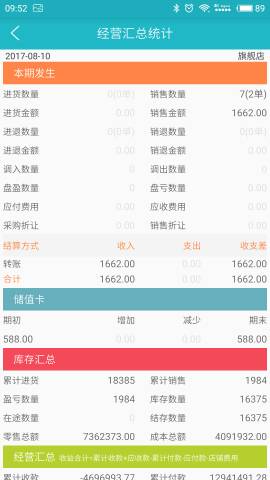 09:52 89
经营汇总统计
2017-08-10 旗舰店
本期发生
进货数量 0(0单) 销售数量 7(2单)
进货金额 0.00 销售金额 1662.00
进退数量 0(0单) 销退数量 0(0单)
进退金额 0.00 销退金额 0.00
调入数量 0 调出数量 0
盘盈数量 0 盘亏数量 0.00
应付费用 0.00 应收费用 0.00
采购折让 0.00 销售折让 0.00
结算方式 收入 支出 收支差
转账 1662.00 0.00 1662.00
合计 1662.00 0.00 1662.00
储值卡
期初 增加 减少 期末
588.00 0.00 0.00 588.00
库存汇总
累计进货 18385 累计销售 1984
盈亏数量 1984 库存数量 16375
在途数量 0 结存数量 16375
零售总额 7362373.00 成本总额 4091932.00
经营汇总 收益合计=累计收款+应收款-累计付款-应付款-店铺费用
累计收款 -4696993.77 累计付款 12941491.28